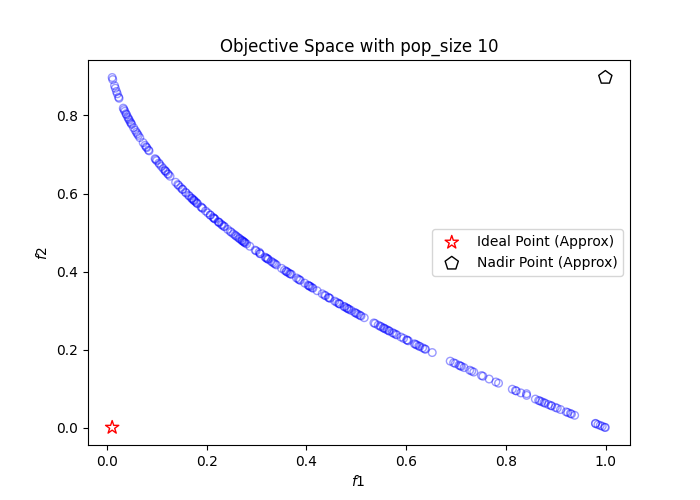 Objective Space with pop_size 10
f2
0.8
0.6
0.4
0.2
0.0
Ideal Point (Approx)
Nadir Point (Approx)
0.0 0.2 0.4 0.6 0.8 1.0
f1